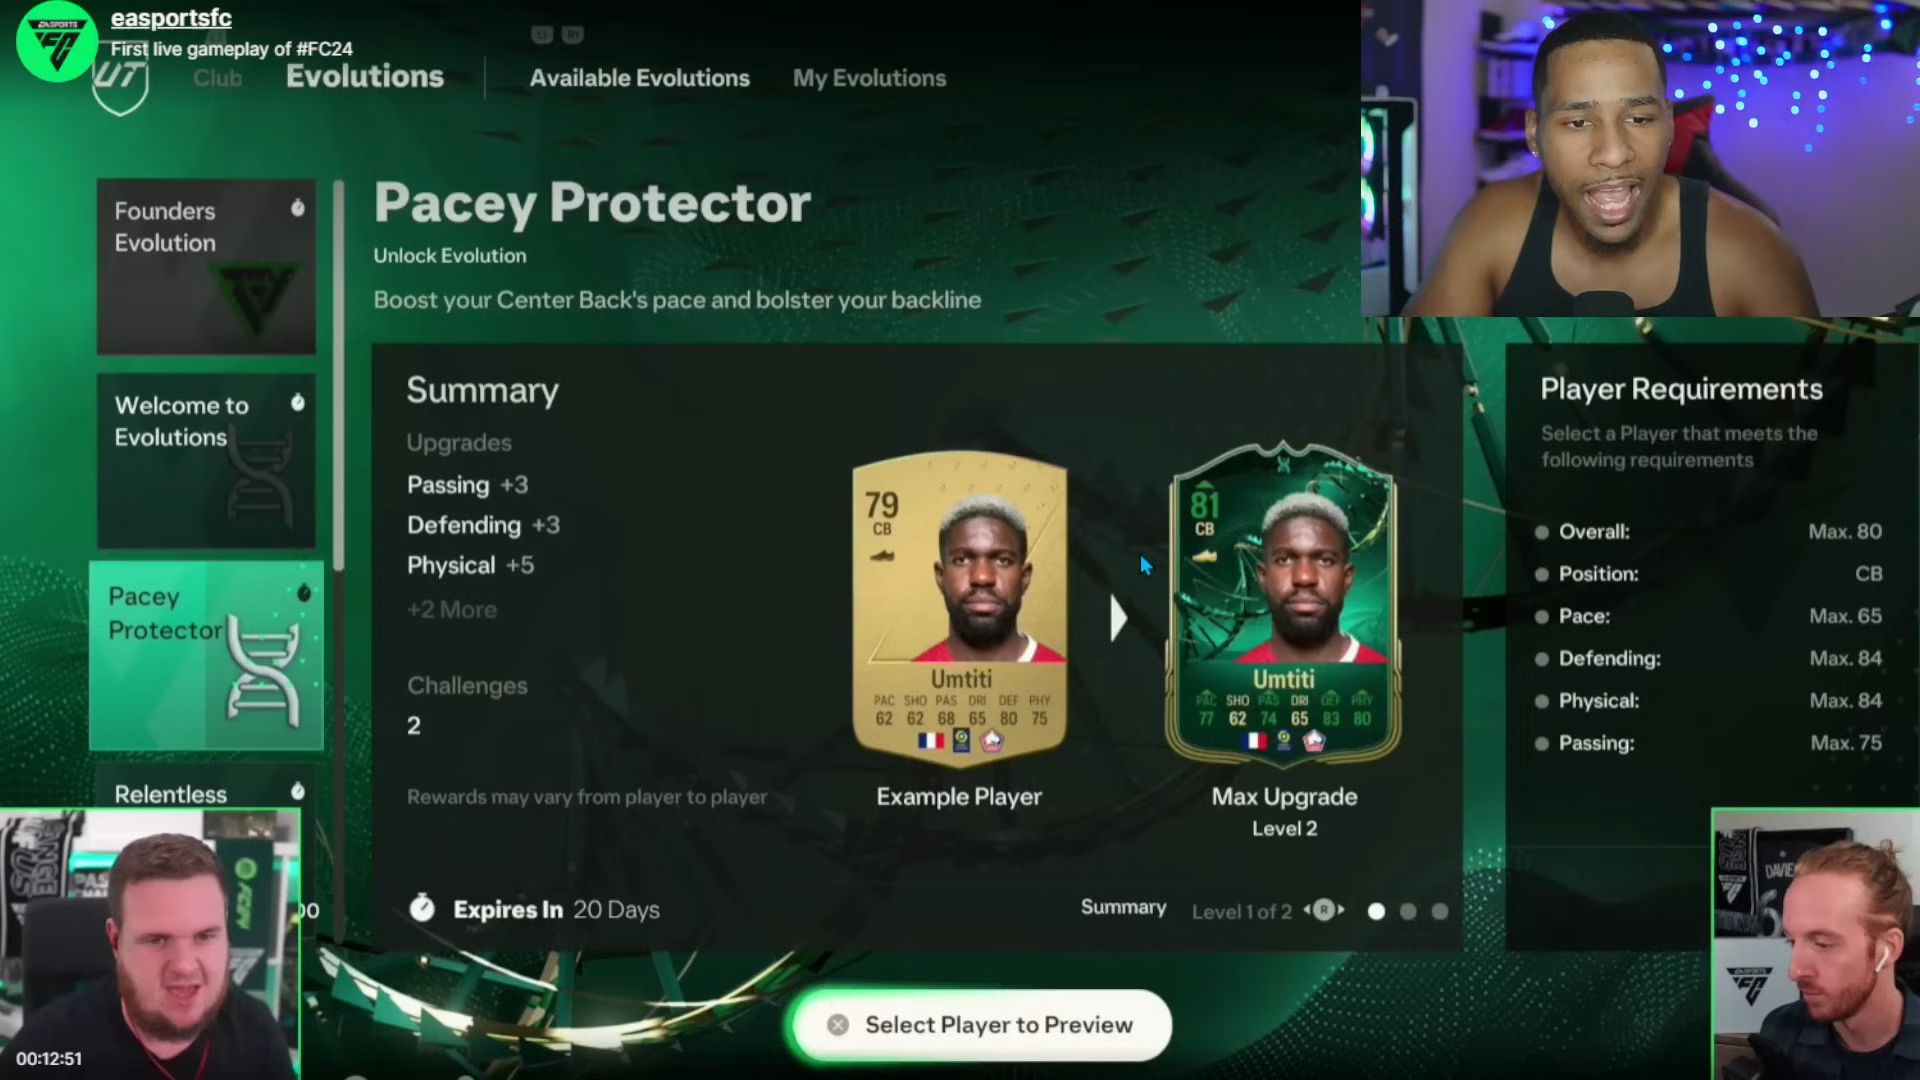 easportsfc
First live gameplay of #FC24
UT
Club
Evolutions
Available Evolutions
My Evolutions
Founders
Evolution
Welcome to
Evolutions
Pacey
Protector
Relentless
Pacey Protector
Unlock Evolution
Boost your Center Back's pace and bolster your backline
Summary
Upgrades
Passing +3
Defending +3
Physical +5
+2 More
Challenges
2
Rewards may vary from player to player
Expires In 20 Days
79
CB
Umtiti
PAC SHO PAS DRI DEF PHY
62 62 68 65 80 75
Example Player
81
CB
Umtiti
PAC SHO PAS DRI DEF PHY
77 62 74 65 83 80
Max Upgrade
Level 2
Summary
Level 1 of 2
R
Player Requirements
Select a Player that meets the
following requirements
Overall: Max. 80
Position: CB
Pace: Max. 65
Defending: Max. 84
Physical: Max. 84
Passing: Max. 75
Select Player to Preview
00:12:51